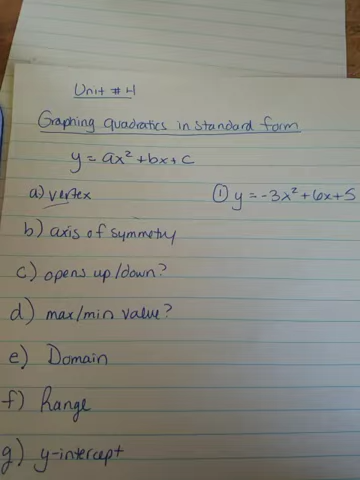 Unit #4
Graphing quadratics in standard form
y = ax² + bx + c
a) vertex
① y = -3x² + 6x + 5
b) axis of symmetry
c) opens up/down?
d) max/min value?
e) Domain
f) Range
g) y-intercept